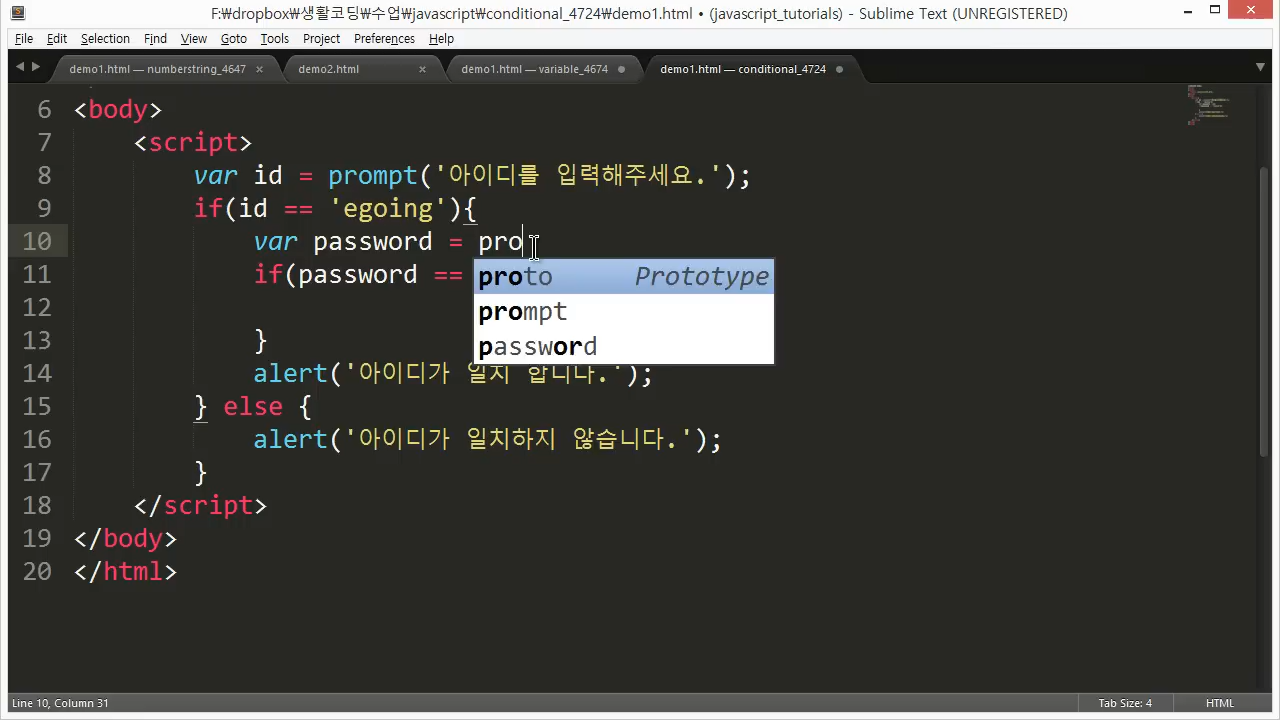 F:₩dropbox₩생활코딩₩수업₩javascript₩conditional_4724₩demo1.html • (javascript_tutorials) - Sublime Text (UNREGISTERED)
File Edit Selection Find View Goto Tools Project Preferences Help
demo1.html — numberstring_4647 demo2.html demo1.html — variable_4674 demo1.html — conditional_4724
6 <body>
7 <script>
8 var id = prompt('아이디를 입력해주세요.');
9 if(id == 'egoing'){
10 var password = pro
11 if(password ==
proto Prototype
12
prompt
13 }
password
14 alert('아이디가 일치 합니다.');
15 } else {
16 alert('아이디가 일치하지 않습니다.');
17 }
18 </script>
19 </body>
20 </html>
Line 10, Column 31 Tab Size: 4 HTML